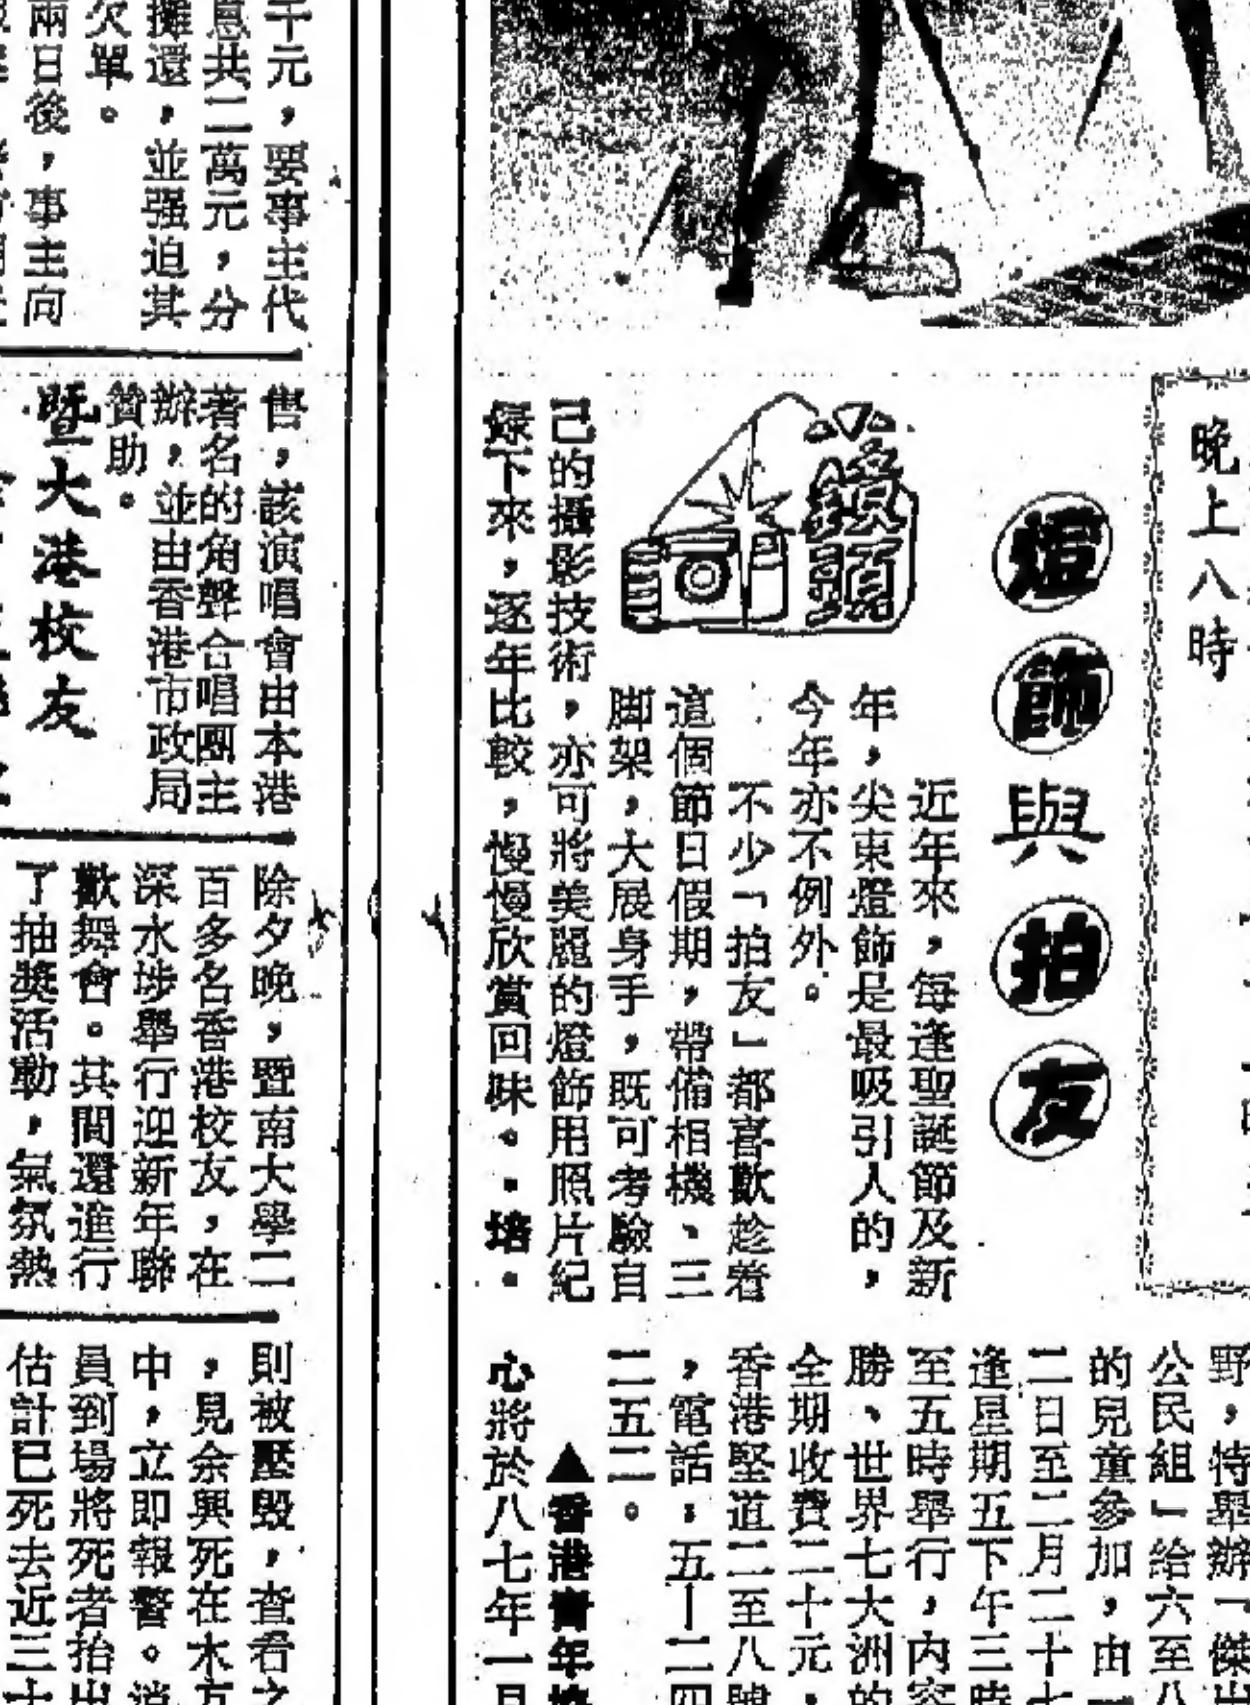 晚上八時
燈飾與拍友
小鏡頭
近年來，每逢聖誕節及新
年，尖東燈飾是最吸引人的，
今年亦不例外。
不少「拍友」都喜歡趁着
這個節日假期，帶備相機、三
脚架，大展身手，既可考驗自
己的攝影技術，亦可將美麗的燈飾用照片紀
錄下來，逐年比較，慢慢欣賞回味。·培·
野，特舉辦「傑出
公民組」給六至八
的兒童參加，由一
二日至二月二十七
逢星期五下午三時
至五時舉行，內容
勝、世界七大洲的
全期收費二十元，
香港堅道二至八號
，電話：五—二四
二五二。
▲香港青年協
心將於八七年一月
千元，要事主代
息共二萬元，分
攤還，並强迫其
欠單。
兩日後，事主向
售，該演唱會由本港
著名的角聲合唱團主
辦，並由香港市政局
贊助。
暨大港校友
除夕晚，暨南大學二
百多名香港校友，在
深水埗舉行迎新年聯
歡舞會。其間還進行
了抽獎活動，氣氛熱
則被壓毀，查看之
，見余興死在木方
中，立即報警。消
員到場將死者抬出
估計已死去近三十